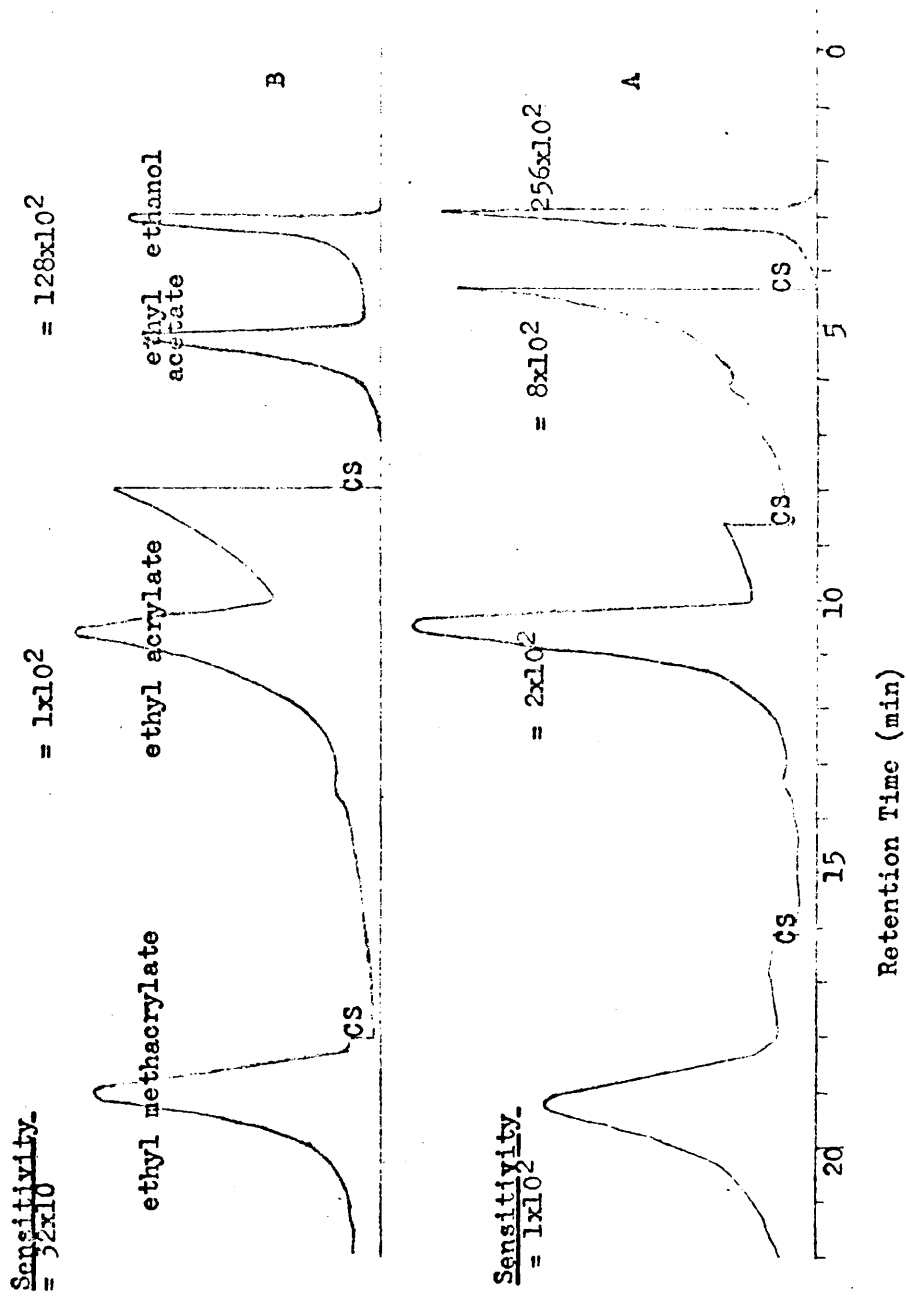 Sensitivity
= 32x10
= 1x10²
= 128x10²
ethyl methacrylate
ethyl acrylate
ethyl
acetate
ethanol
B
CS
CS
Sensitivity
= 1x10²
= 2x10²
= 8x10²
256x10²
A
CS
CS
CS
20
15
10
5
0
Retention Time (min)